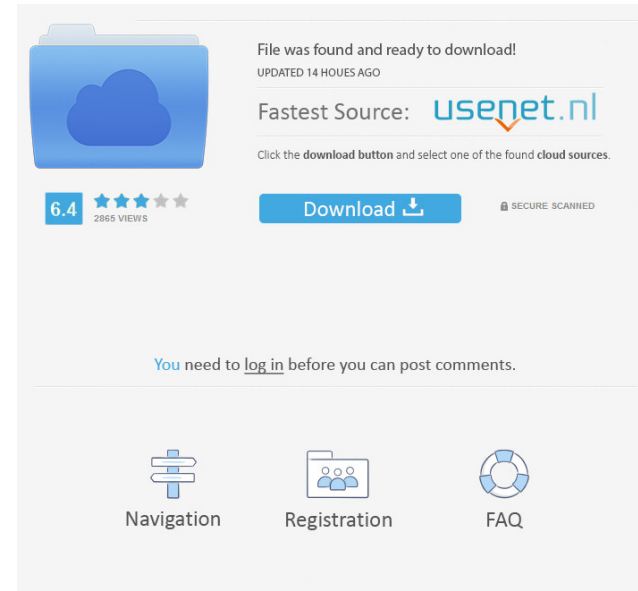 File was found and ready to download!
UPDATED 14 HOUES AGO
Fastest Source: usenet.nl
Click the download button and select one of the found cloud sources.
6.4
2865 VIEWS
Download
SECURE SCANNED
You need to log in before you can post comments.
Navigation
Registration
FAQ